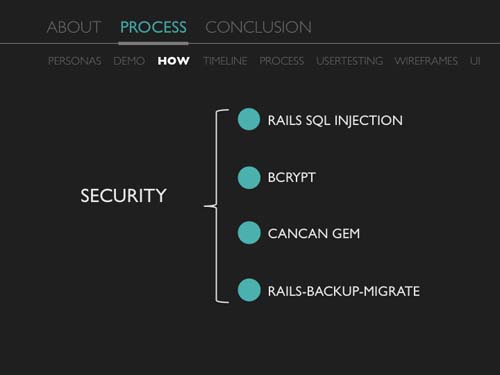 ABOUT PROCESS CONCLUSION
PERSONAS DEMO HOW TIMELINE PROCESS USERTESTING WIREFRAMES UI
SECURITY
RAILS SQL INJECTION
BCRYPT
CANCAN GEM
RAILS-BACKUP-MIGRATE